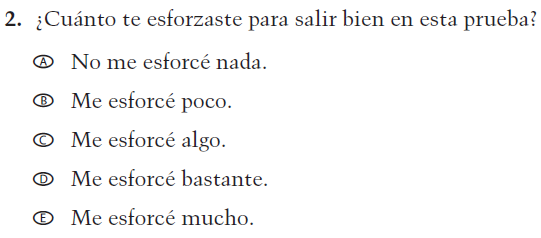 2. ¿Cuánto te esforzaste para salir bien en esta prueba?
A No me esforcé nada.
B Me esforcé poco.
C Me esforcé algo.
D Me esforcé bastante.
E Me esforcé mucho.